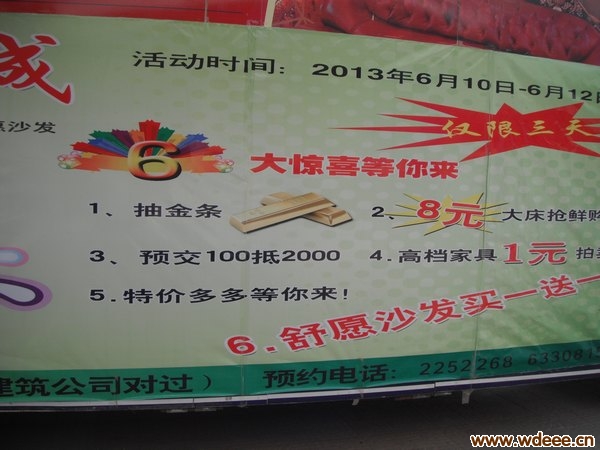 成
活动时间：2013年6月10日-6月12日
愿沙发
仅限三天
6 大惊喜等你来
1、抽金条
2、8元 大床抢鲜购
3、预交100抵2000
4.高档家具1元 拍卖
5.特价多多等你来！
6.舒愿沙发买一送一
建筑公司对过） 预约电话：2252268 633081
www.wdeee.cn